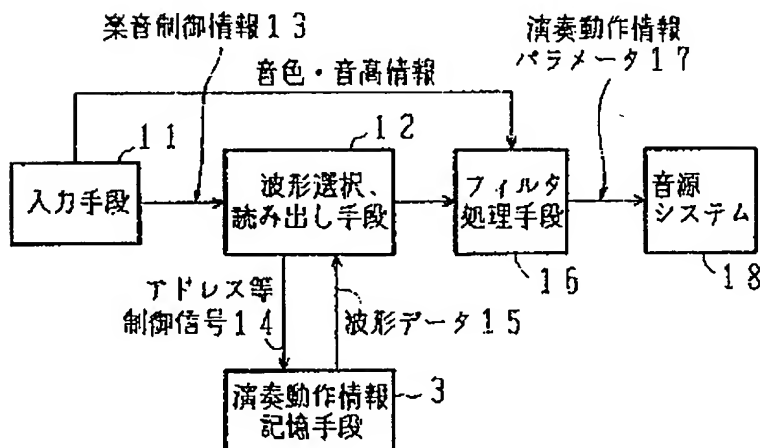 楽音制御情報13
演奏動作情報
パラメータ17
音色・音高情報
11
12
入力手段
波形選択、
読み出し手段
フィルタ
処理手段
音源
システム
16
18
アドレス等
制御信号14
波形データ15
演奏動作情報
記憶手段
3